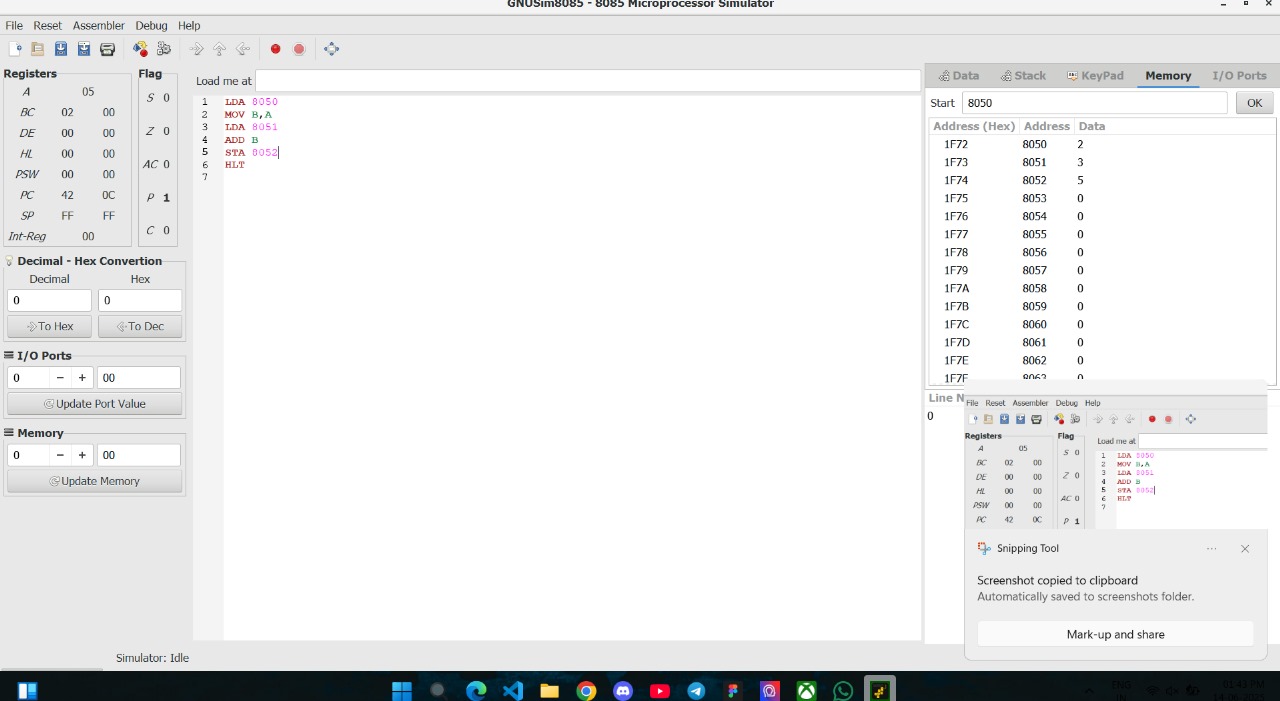 GNUSim8085 - 8085 Microprocessor Simulator
File Reset Assembler Debug Help
Registers
A 05
BC 02 00
DE 00 00
HL 00 00
PSW 00 00
PC 42 0C
SP FF FF
Int-Reg 00
Flag
S 0
Z 0
AC 0
P 1
C 0
Decimal - Hex Convertion
Decimal Hex
0 0
To Hex To Dec
I/O Ports
0 − + 00
Update Port Value
Memory
0 − + 00
Update Memory
Load me at
1 LDA 8050
2 MOV B,A
3 LDA 8051
4 ADD B
5 STA 8052
6 HLT
7
Data Stack KeyPad Memory I/O Ports
Start 8050 OK
Address (Hex) Address Data
1F72 8050 2
1F73 8051 3
1F74 8052 5
1F75 8053 0
1F76 8054 0
1F77 8055 0
1F78 8056 0
1F79 8057 0
1F7A 8058 0
1F7B 8059 0
1F7C 8060 0
1F7D 8061 0
1F7E 8062 0
1F7F 8063 0
Line N
0
File Reset Assembler Debug Help
Registers
A 05
BC 02 00
DE 00 00
HL 00 00
PSW 00 00
PC 42 0C
Flag
S 0
Z 0
AC 0
P 1
Load me at
1 LDA 8050
2 MOV B,A
3 LDA 8051
4 ADD B
5 STA 8052
6 HLT
7
Snipping Tool
Screenshot copied to clipboard
Automatically saved to screenshots folder.
Mark-up and share
Simulator: Idle
ENG
01:43 PM